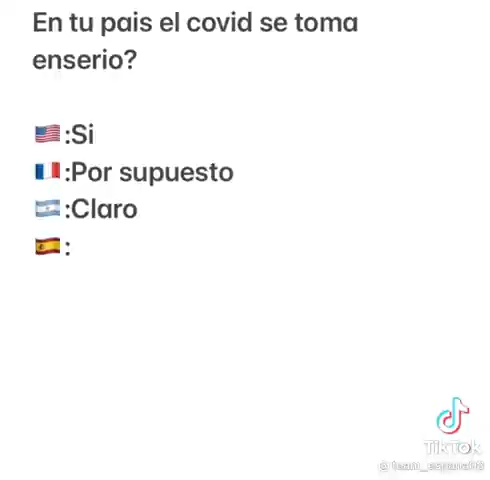 En tu pais el covid se toma
enserio?
🇺🇸:Si
🇫🇷:Por supuesto
🇦🇷:Claro
🇪🇸:
TikTok